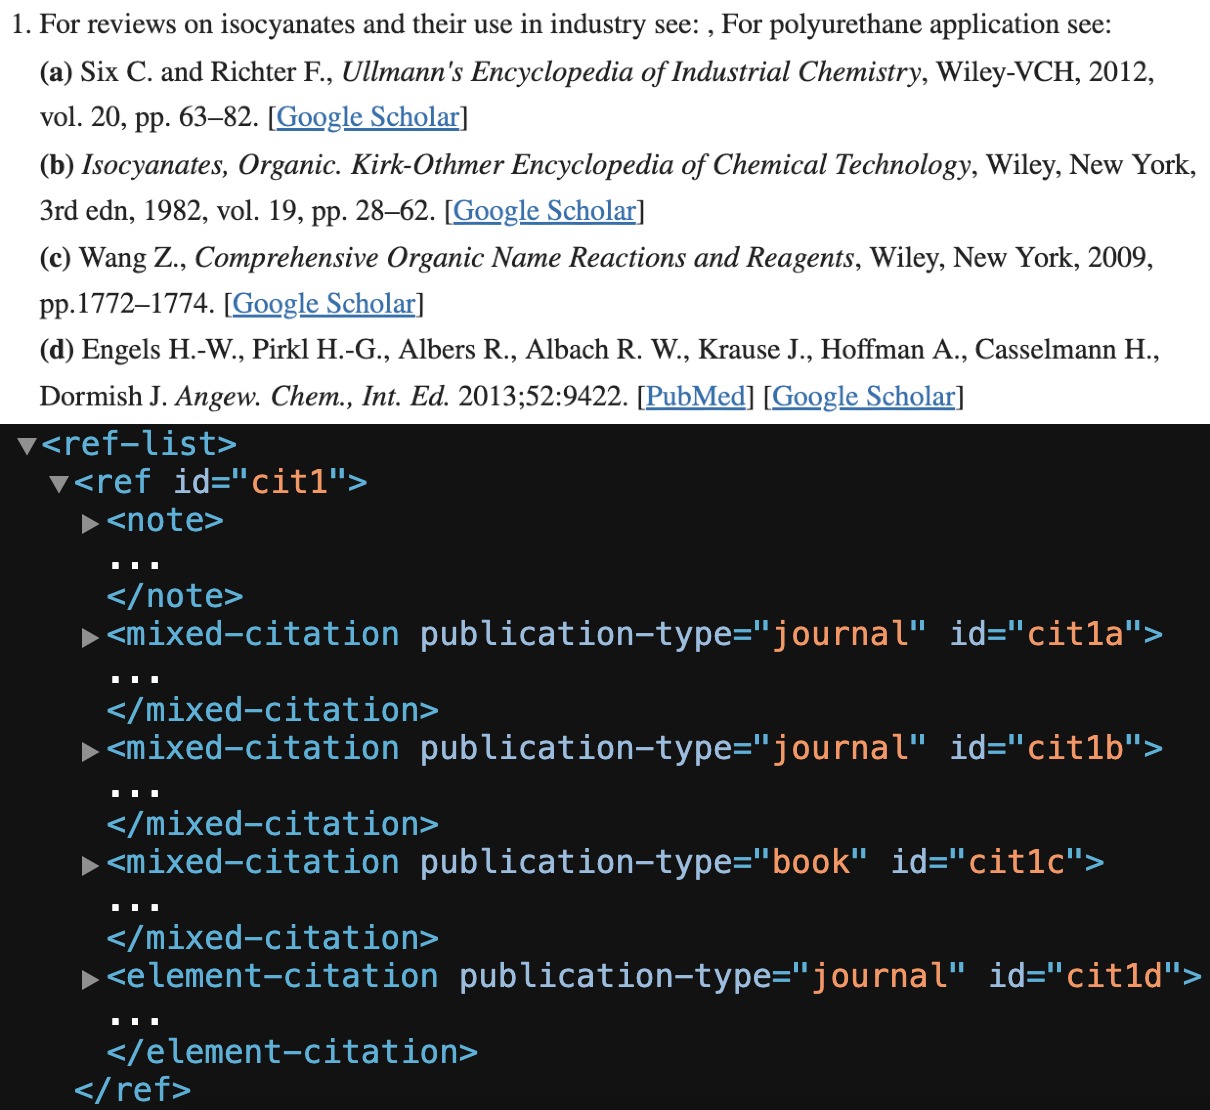 1. For reviews on isocyanates and their use in industry see: , For polyurethane application see:
(a) Six C. and Richter F., Ullmann's Encyclopedia of Industrial Chemistry, Wiley-VCH, 2012,
vol. 20, pp. 63–82. [Google Scholar]
(b) Isocyanates, Organic. Kirk-Othmer Encyclopedia of Chemical Technology, Wiley, New York,
3rd edn, 1982, vol. 19, pp. 28–62. [Google Scholar]
(c) Wang Z., Comprehensive Organic Name Reactions and Reagents, Wiley, New York, 2009,
pp.1772–1774. [Google Scholar]
(d) Engels H.-W., Pirkl H.-G., Albers R., Albach R. W., Krause J., Hoffman A., Casselmann H.,
Dormish J. Angew. Chem., Int. Ed. 2013;52:9422. [PubMed] [Google Scholar]
▼<ref-list>
▼<ref id="cit1">
▶<note>
...
</note>
▶<mixed-citation publication-type="journal" id="cit1a">
...
</mixed-citation>
▶<mixed-citation publication-type="journal" id="cit1b">
...
</mixed-citation>
▶<mixed-citation publication-type="book" id="cit1c">
...
</mixed-citation>
▶<element-citation publication-type="journal" id="cit1d">
...
</element-citation>
</ref>